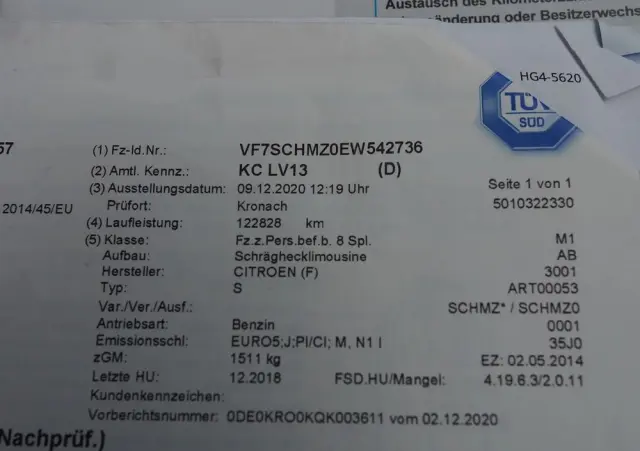 Austausch des
änderung oder Besitzerwechs
HG4-5620
TÜV
SÜD
57
(1) Fz-Id.Nr.: VF7SCHMZ0EW542736
(2) Amtl. Kennz.: KC LV13 (D)
(3) Ausstellungsdatum: 09.12.2020 12:19 Uhr Seite 1 von 1
2014/45/EU Prüfort: Kronach 5010322330
(4) Laufleistung: 122828 km
(5) Klasse: Fz.z.Pers.bef.b. 8 Spl. M1
Aufbau: Schräghecklimousine AB
Hersteller: CITROEN (F) 3001
Typ: S ART00053
Var./Ver./Ausf.: SCHMZ* / SCHMZ0
Antriebsart: Benzin 0001
Emissionsschl: EURO5;J;PI/CI; M, N1 I 35J0
zGM: 1511 kg EZ: 02.05.2014
Letzte HU: 12.2018 FSD.HU/Mangel: 4.19.6.3/2.0.11
Kundenkennzeichen:
Vorberichtsnummer: 0DE0KRO0KQK003611 vom 02.12.2020
Nachprüf.)